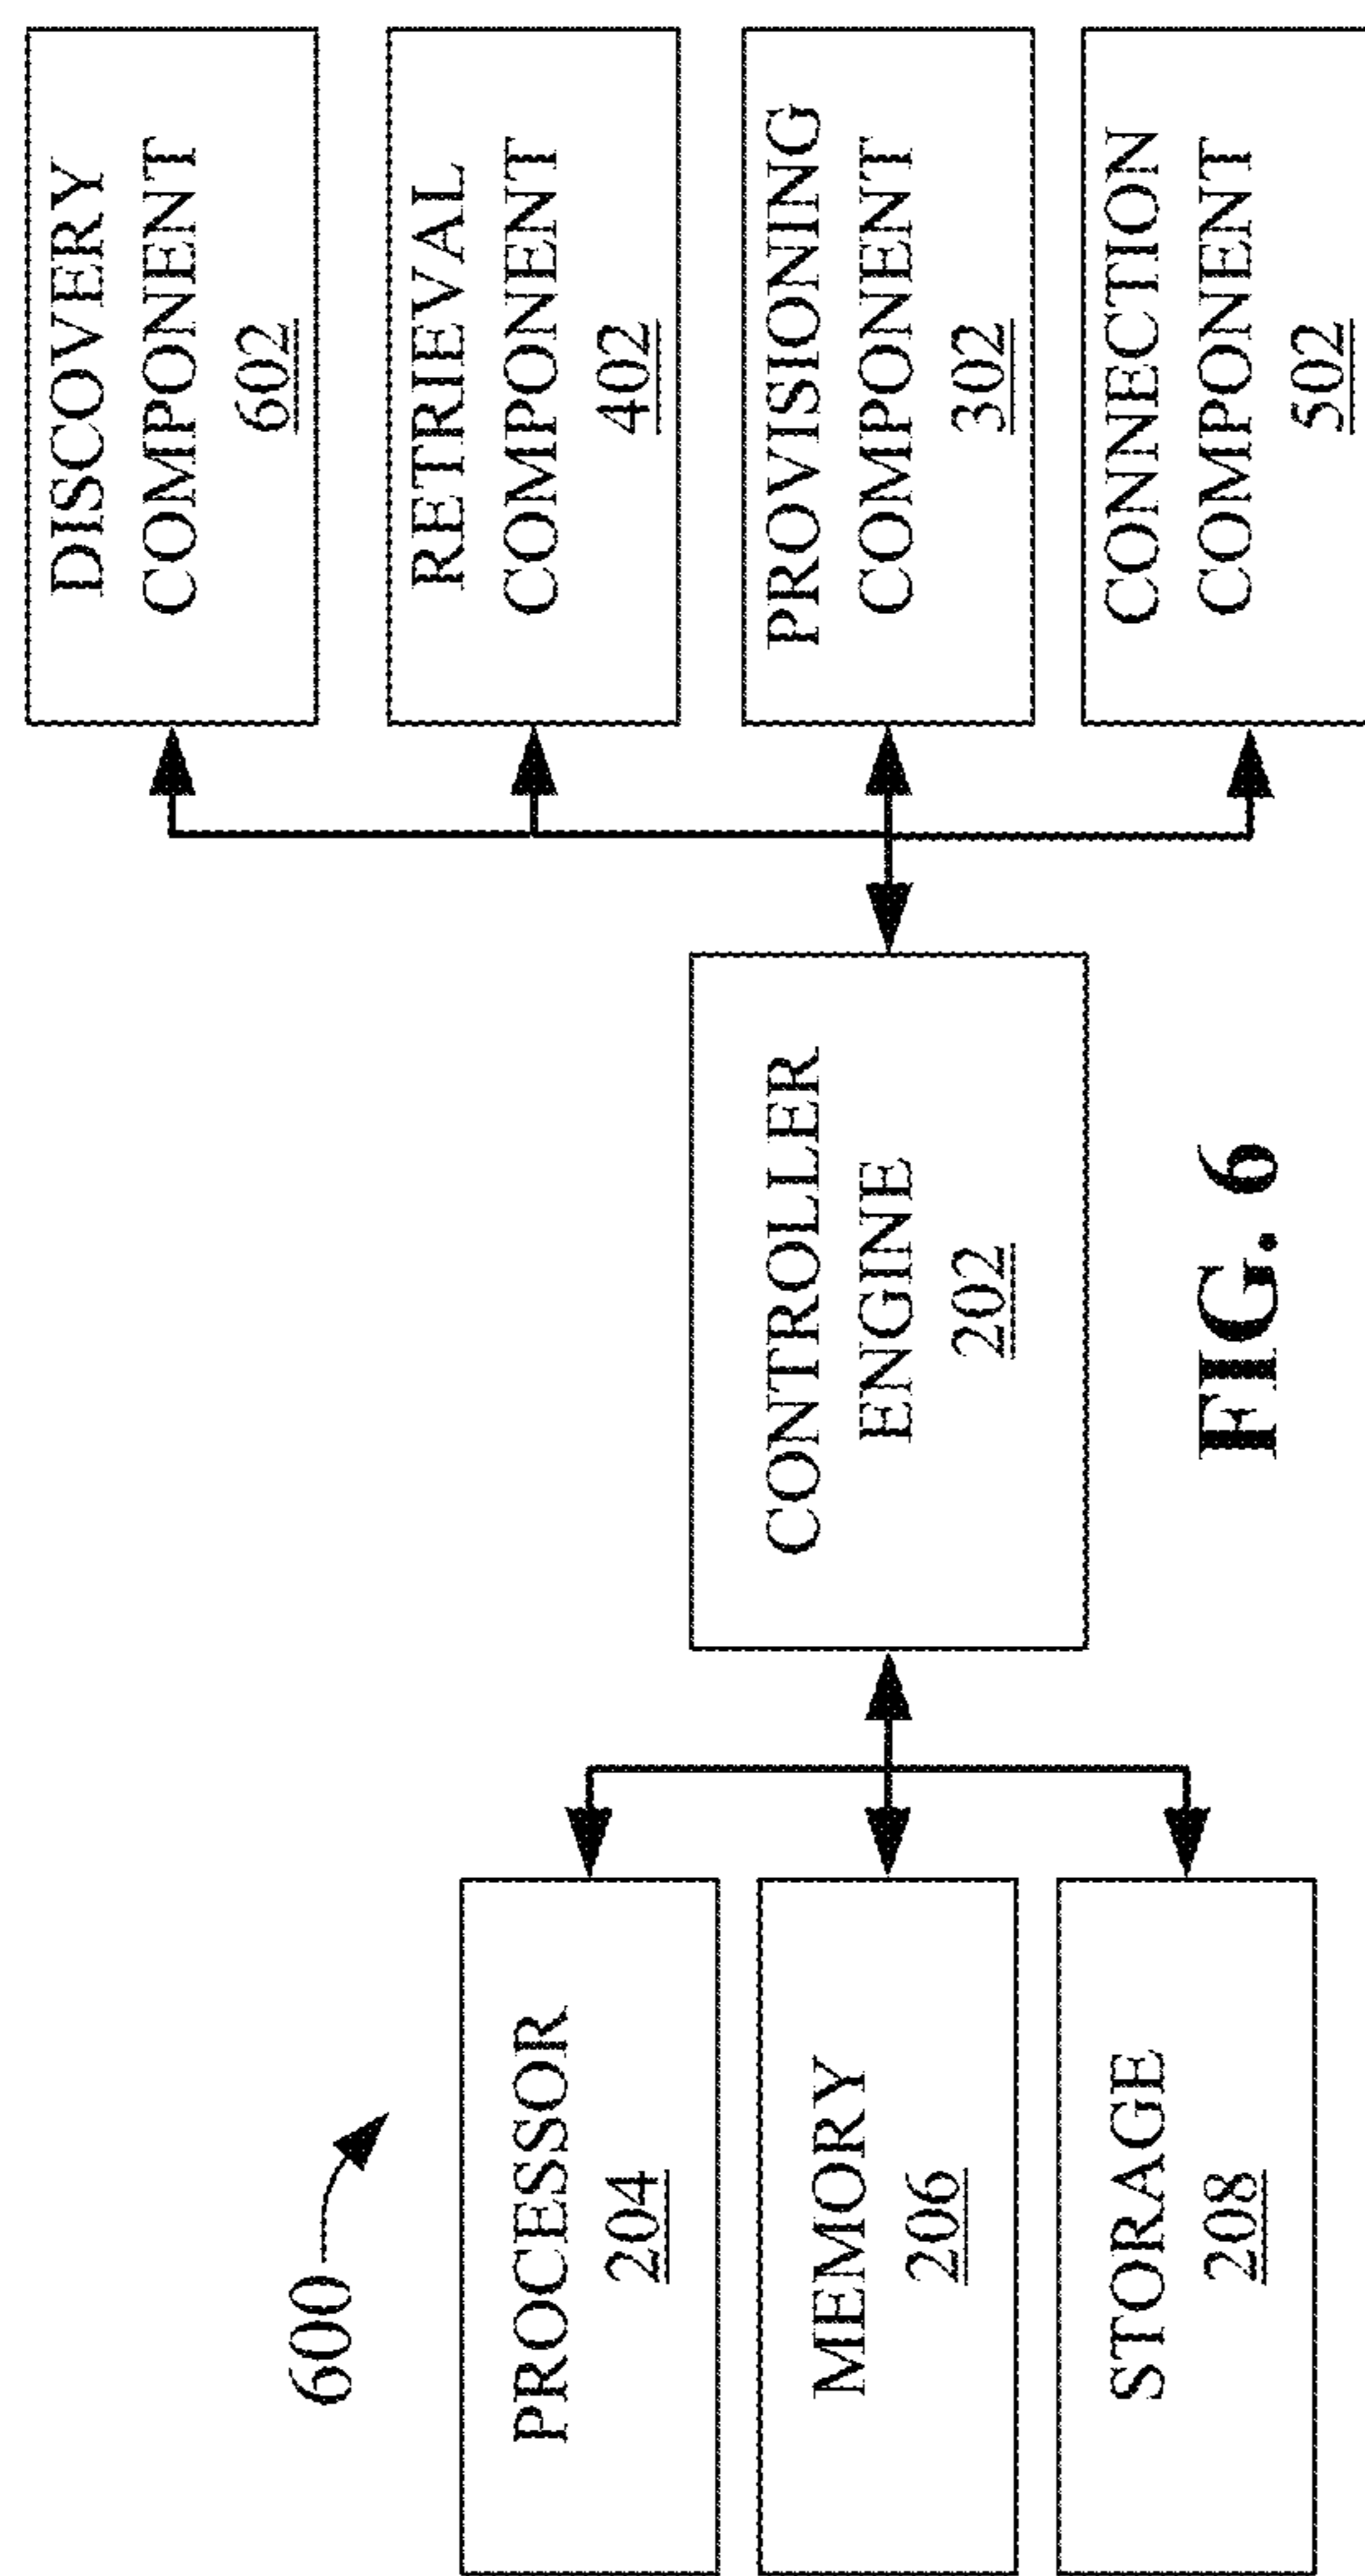 600
PROCESSOR
204
MEMORY
206
STORAGE
208
CONTROLLER
ENGINE
202
DISCOVERY
COMPONENT
602
RETRIEVAL
COMPONENT
402
PROVISIONING
COMPONENT
302
CONNECTION
COMPONENT
502
FIG. 6